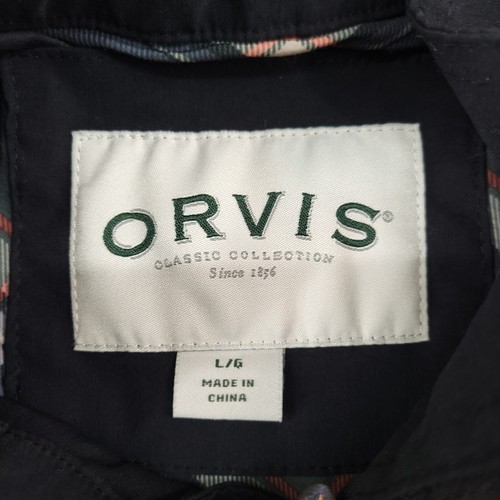 ORVIS®
CLASSIC COLLECTION
Since 1856
L/G
MADE IN
CHINA